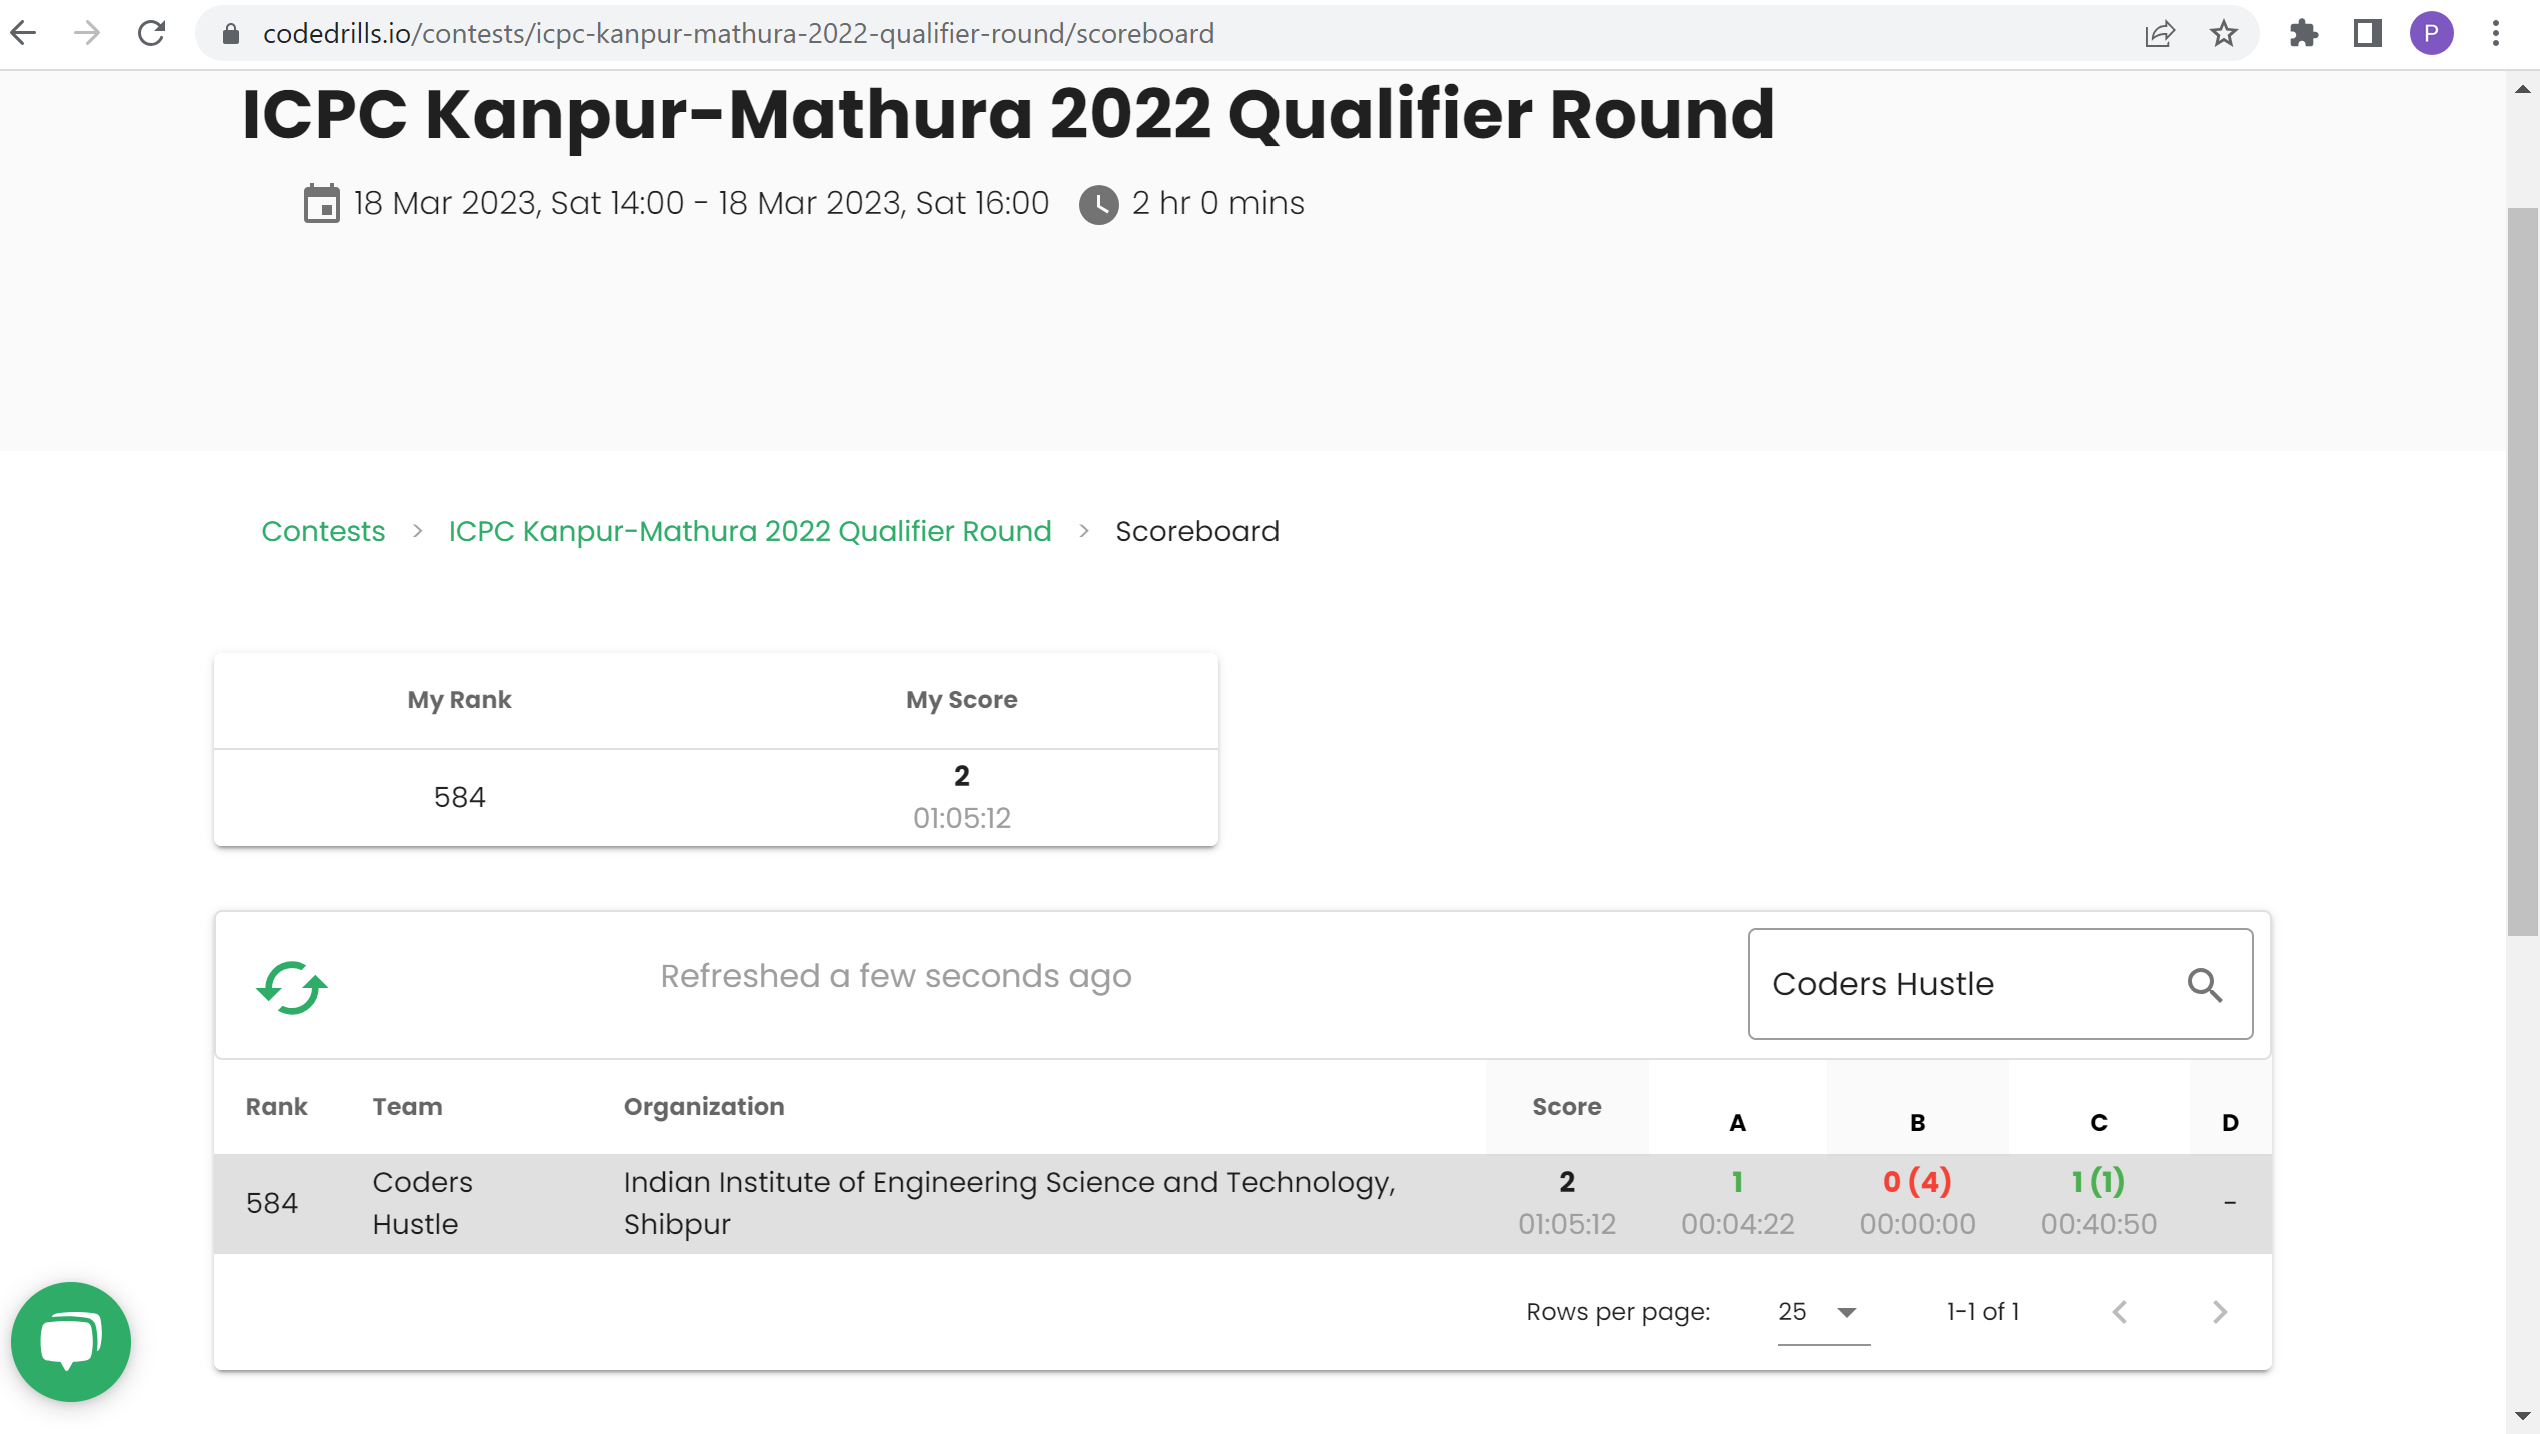 codedrills.io/contests/icpc-kanpur-mathura-2022-qualifier-round/scoreboard
P
ICPC Kanpur-Mathura 2022 Qualifier Round
18 Mar 2023, Sat 14:00 - 18 Mar 2023, Sat 16:00 2 hr 0 mins
Contests > ICPC Kanpur-Mathura 2022 Qualifier Round > Scoreboard
My Rank My Score
584 2
01:05:12
Refreshed a few seconds ago Coders Hustle
Rank Team Organization Score A B C D
584 Coders Hustle Indian Institute of Engineering Science and Technology, Shibpur 2 01:05:12 1 00:04:22 0 (4) 00:00:00 1 (1) 00:40:50 -
Rows per page: 25 1-1 of 1